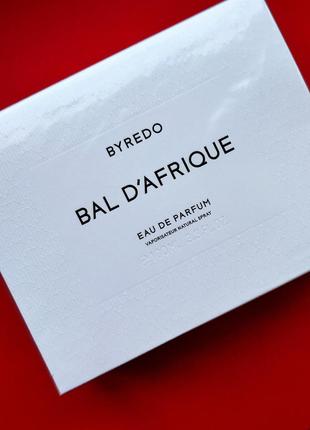 BYREDO
BAL D'AFRIQUE
EAU DE PARFUM
VAPORISATEUR NATURAL SPRAY